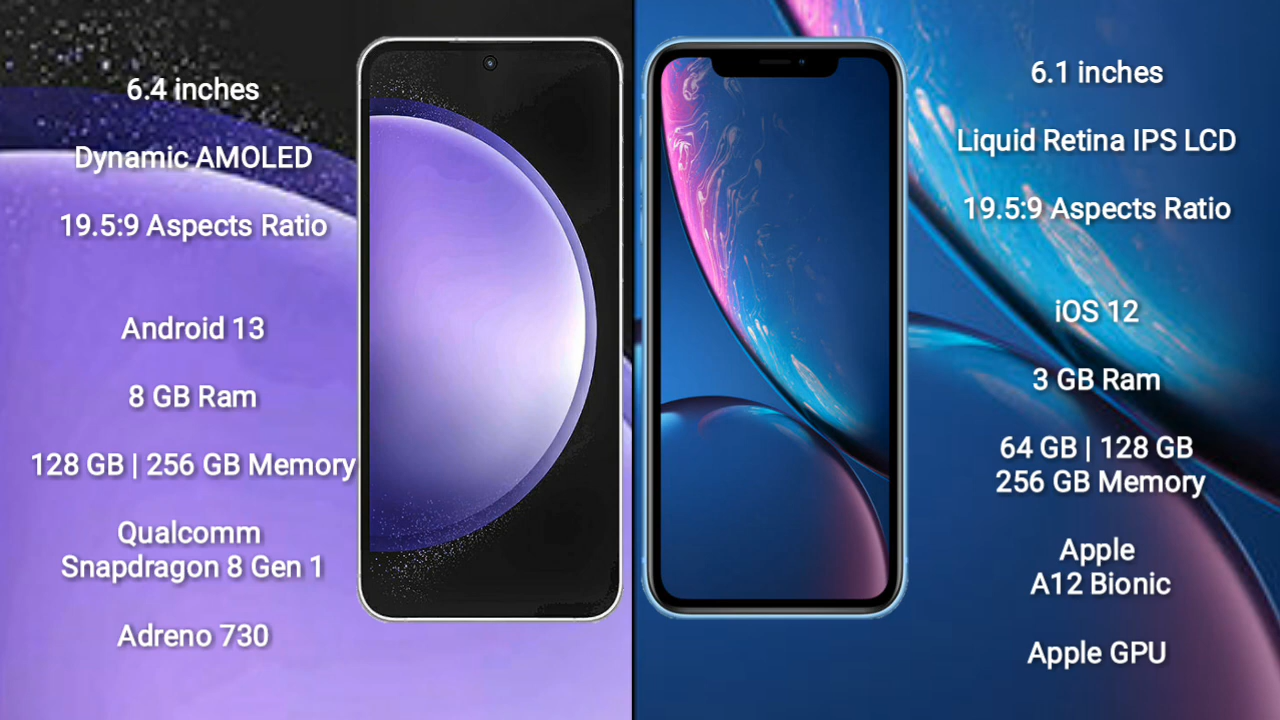 6.4 inches
Dynamic AMOLED
19.5:9 Aspects Ratio
Android 13
8 GB Ram
128 GB | 256 GB Memory
Qualcomm
Snapdragon 8 Gen 1
Adreno 730
6.1 inches
Liquid Retina IPS LCD
19.5:9 Aspects Ratio
iOS 12
3 GB Ram
64 GB | 128 GB
256 GB Memory
Apple
A12 Bionic
Apple GPU